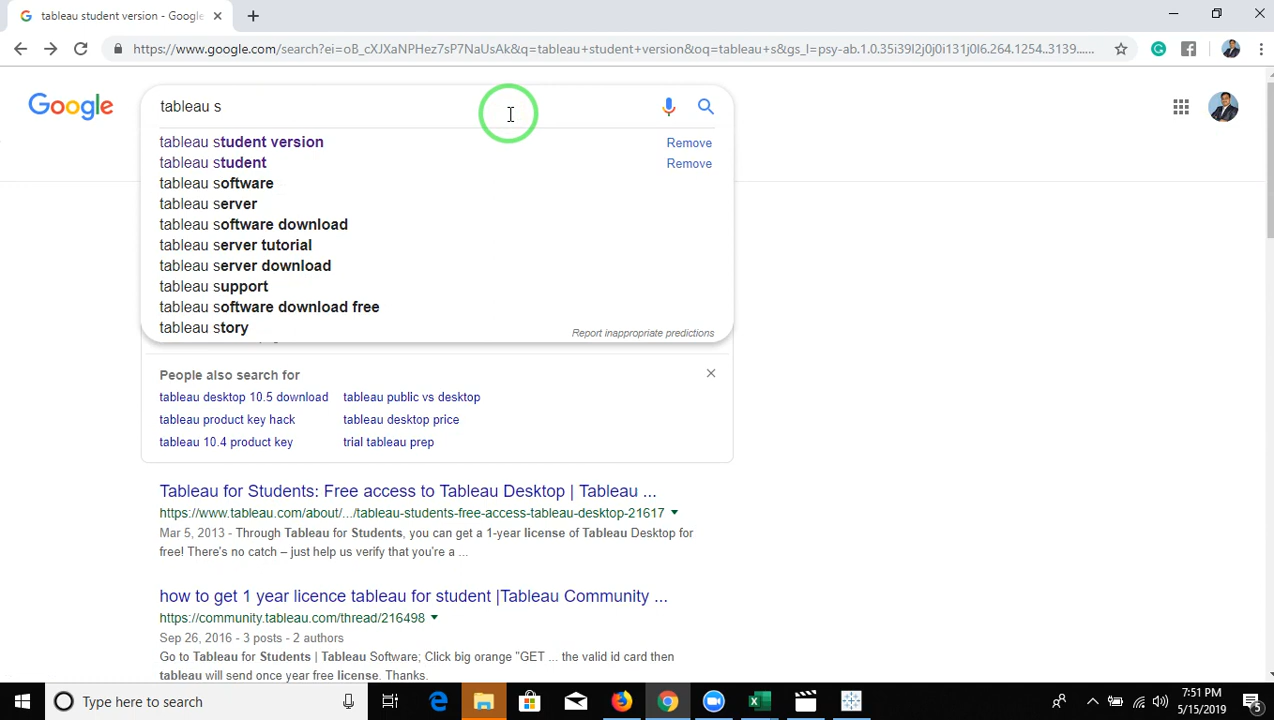 tableau student version - Google
https://www.google.com/search?ei=oB_cXJXaNPHez7sP7NaUsAk&q=tableau+student+version&oq=tableau+s&gs_l=psy-ab.1.0.35i39l2j0j0i131j0l6.264.1254..3139......
Google
tableau s
tableau student version Remove
tableau student Remove
tableau software
tableau server
tableau software download
tableau server tutorial
tableau server download
tableau support
tableau software download free
tableau story
Report inappropriate predictions
People also search for
tableau desktop 10.5 download tableau public vs desktop
tableau product key hack tableau desktop price
tableau 10.4 product key trial tableau prep
Tableau for Students: Free access to Tableau Desktop | Tableau ...
https://www.tableau.com/about/.../tableau-students-free-access-tableau-desktop-21617
Mar 5, 2013 - Through Tableau for Students, you can get a 1-year license of Tableau Desktop for
free! There's no catch – just help us verify that you're a ...
how to get 1 year licence tableau for student |Tableau Community ...
https://community.tableau.com/thread/216498
Sep 26, 2016 - 3 posts - 2 authors
Go to Tableau for Students | Tableau Software; Click big orange "GET ... the valid id card then
tableau will send once year free license. Thanks.
Type here to search
7:51 PM
5/15/2019
5